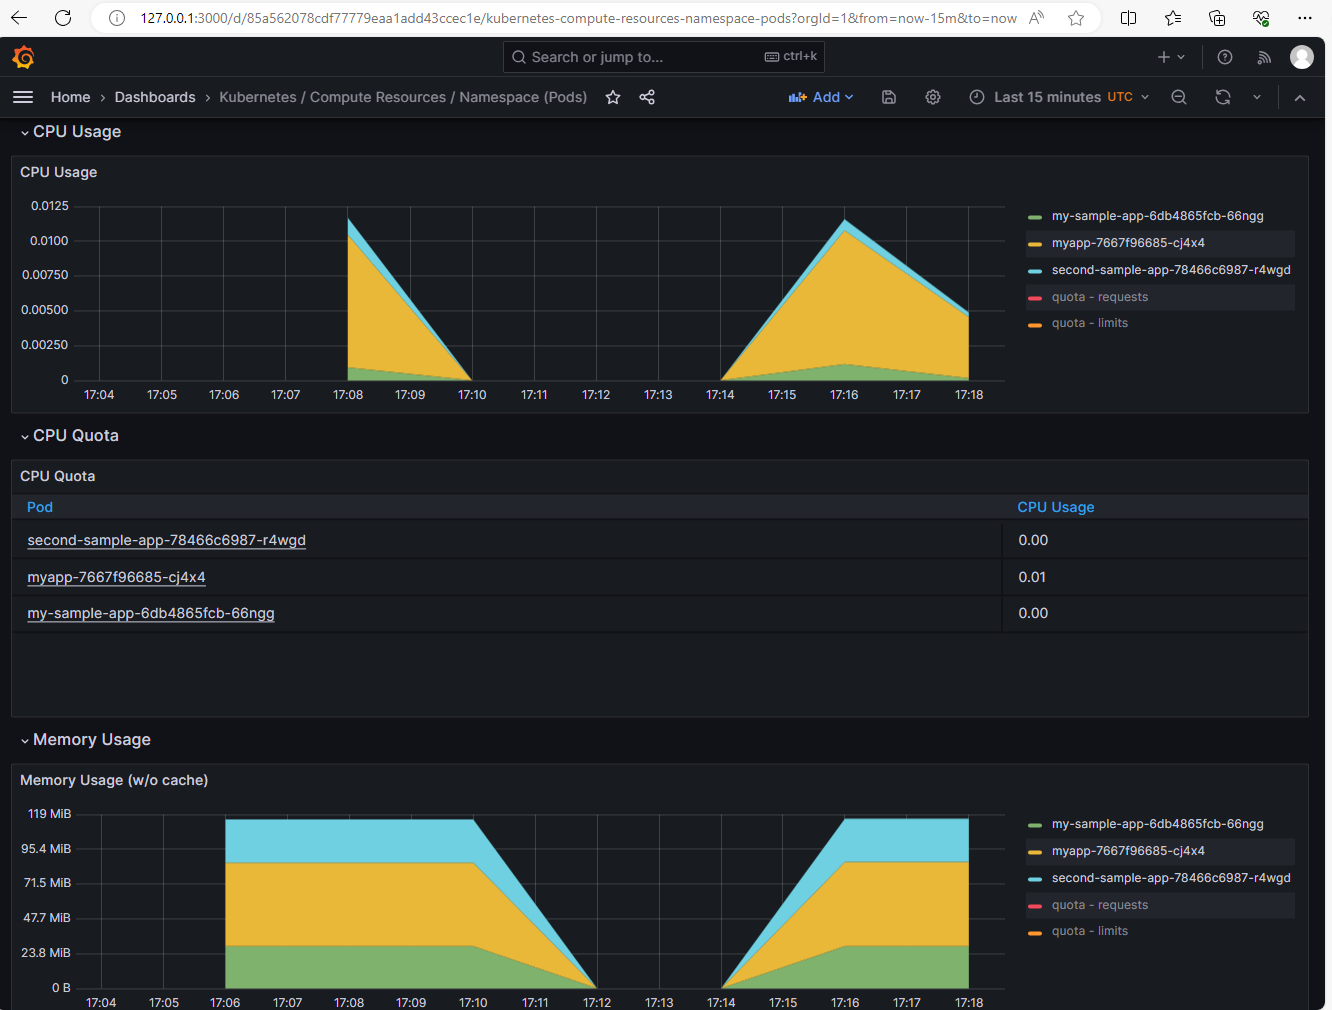 127.0.0.1:3000/d/85a562078cdf77779eaa1add43ccec1e/kubernetes-compute-resources-namespace-pods?orgId=1&from=now-15m&to=now
Search or jump to... ctrl+k
Home › Dashboards › Kubernetes / Compute Resources / Namespace (Pods) Add Last 15 minutes UTC
CPU Usage
CPU Usage
0.0125
0.0100
0.00750
0.00500
0.00250
0
17:04 17:05 17:06 17:07 17:08 17:09 17:10 17:11 17:12 17:13 17:14 17:15 17:16 17:17 17:18
my-sample-app-6db4865fcb-66ngg
myapp-7667f96685-cj4x4
second-sample-app-78466c6987-r4wgd
quota - requests
quota - limits
CPU Quota
CPU Quota
Pod CPU Usage
second-sample-app-78466c6987-r4wgd 0.00
myapp-7667f96685-cj4x4 0.01
my-sample-app-6db4865fcb-66ngg 0.00
Memory Usage
Memory Usage (w/o cache)
119 MiB
95.4 MiB
71.5 MiB
47.7 MiB
23.8 MiB
0 B
17:04 17:05 17:06 17:07 17:08 17:09 17:10 17:11 17:12 17:13 17:14 17:15 17:16 17:17 17:18
my-sample-app-6db4865fcb-66ngg
myapp-7667f96685-cj4x4
second-sample-app-78466c6987-r4wgd
quota - requests
quota - limits